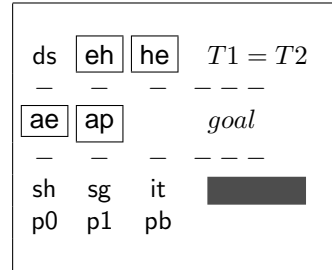 ds eh he T1 = T2
– – – – – –
ae ap goal
– – – – – –
sh sg it
p0 p1 pb